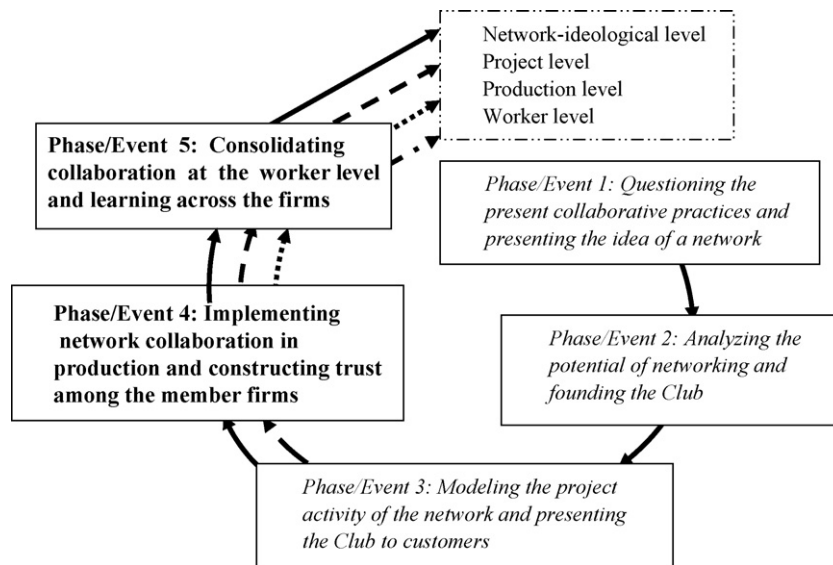 Network-ideological level
Project level
Production level
Worker level
Phase/Event 5: Consolidating
collaboration at the worker level
and learning across the firms
Phase/Event 1: Questioning the
present collaborative practices and
presenting the idea of a network
Phase/Event 4: Implementing
network collaboration in
production and constructing trust
among the member firms
Phase/Event 2: Analyzing the
potential of networking and
founding the Club
Phase/Event 3: Modeling the project
activity of the network and presenting
the Club to customers